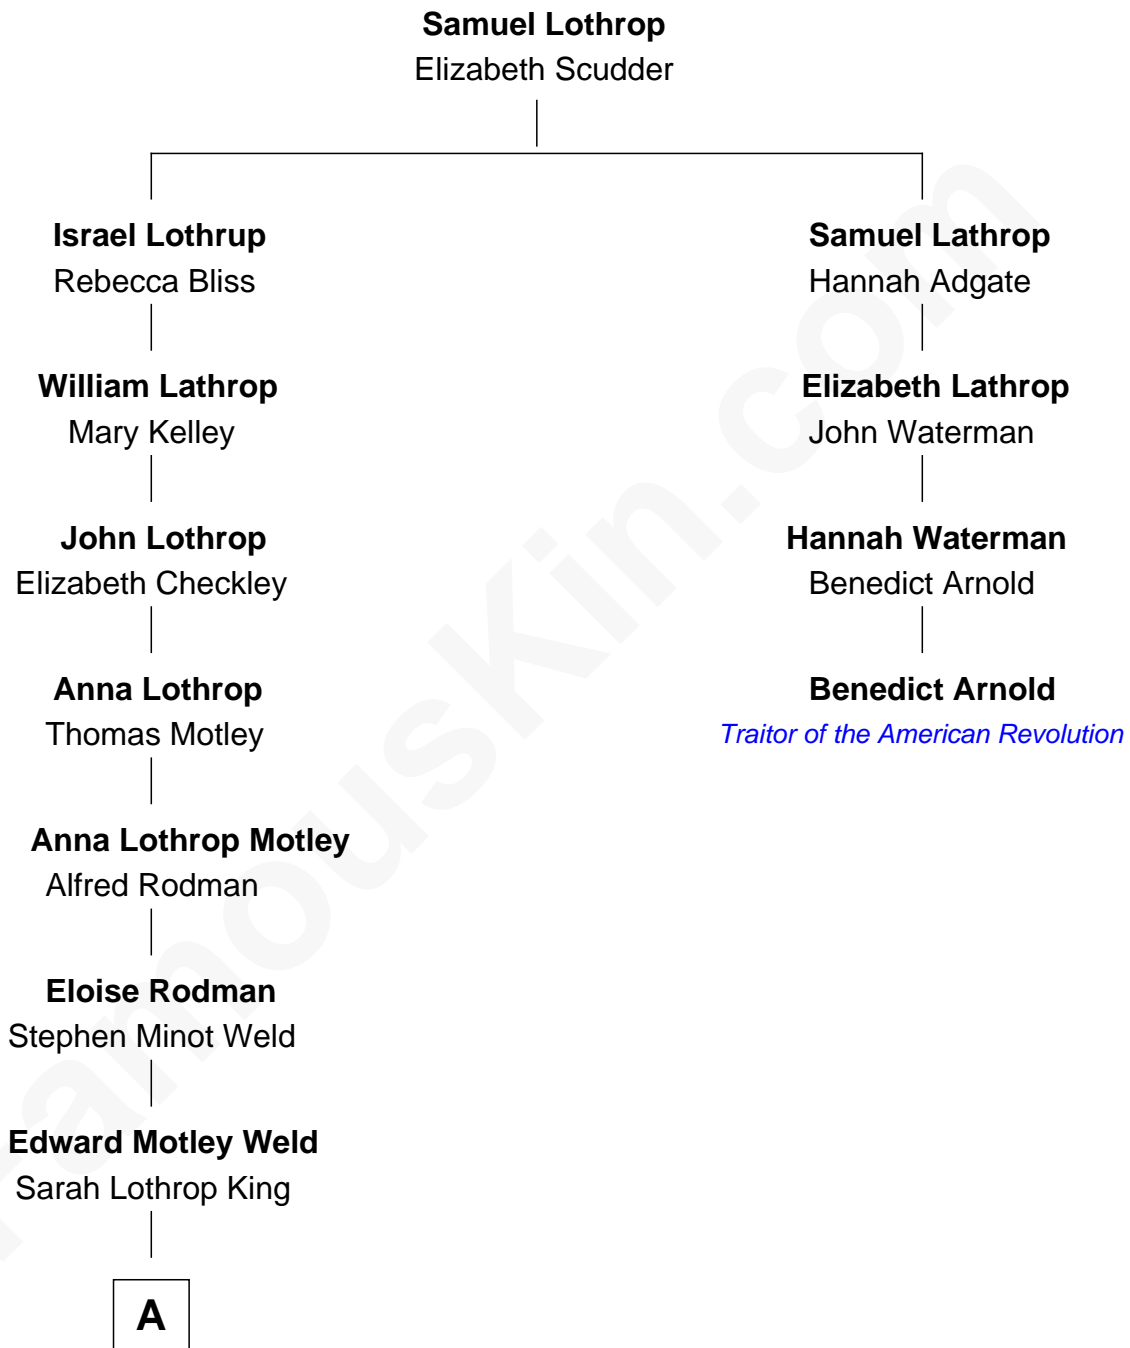 Samuel Lothrop
Elizabeth Scudder
Israel Lothrup
Rebecca Bliss
William Lathrop
Mary Kelley
John Lothrop
Elizabeth Checkley
Anna Lothrop
Thomas Motley
Anna Lothrop Motley
Alfred Rodman
Eloise Rodman
Stephen Minot Weld
Edward Motley Weld
Sarah Lothrop King
A
Samuel Lathrop
Hannah Adgate
Elizabeth Lathrop
John Waterman
Hannah Waterman
Benedict Arnold
Benedict Arnold
Traitor of the American Revolution
FamousKin.com